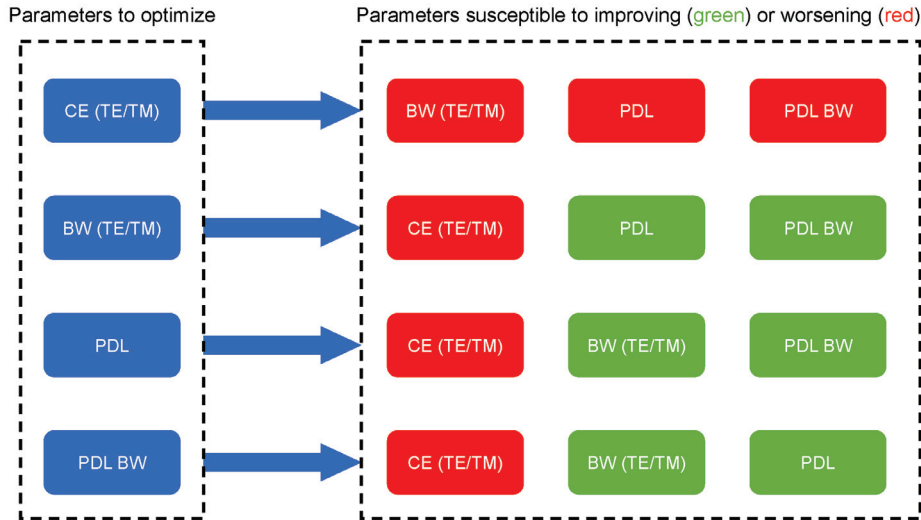 Parameters to optimize
Parameters susceptible to improving (green) or worsening (red)
CE (TE/TM)
BW (TE/TM)
PDL
PDL BW
BW (TE/TM)
CE (TE/TM)
PDL
PDL BW
PDL
CE (TE/TM)
BW (TE/TM)
PDL BW
PDL BW
CE (TE/TM)
BW (TE/TM)
PDL